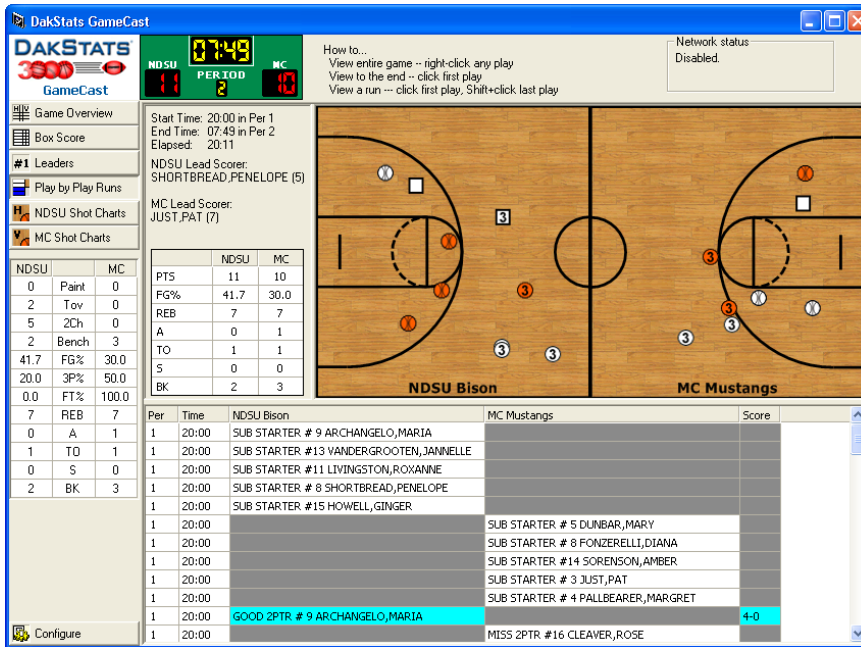 DakStats GameCast
DAKSTATS®
3000
GameCast
NDSU 07:49 MC
11 PERIOD 10
2
How to...
View entire game -- right-click any play
View to the end -- click first play
View a run --- click first play, Shift+click last play
Network status
Disabled.
Game Overview
Box Score
#1 Leaders
Play by Play Runs
H NDSU Shot Charts
V MC Shot Charts
NDSU MC
0 Paint 0
2 Tov 0
5 2Ch 0
2 Bench 3
41.7 FG% 30.0
20.0 3P% 50.0
0.0 FT% 100.0
7 REB 7
0 A 1
1 TO 1
0 S 0
2 BK 3
Configure
Start Time: 20:00 in Per 1
End Time: 07:49 in Per 2
Elapsed: 20:11
NDSU Lead Scorer:
SHORTBREAD,PENELOPE (5)
MC Lead Scorer:
JUST,PAT (7)
NDSU MC
PTS 11 10
FG% 41.7 30.0
REB 7 7
A 0 1
TO 1 1
S 0 0
BK 2 3
3
3
3
3
3
3
3
3
NDSU Bison
MC Mustangs
Per Time NDSU Bison MC Mustangs Score
1 20:00 SUB STARTER # 9 ARCHANGELO,MARIA
1 20:00 SUB STARTER #13 VANDERGROOTEN,JANNELLE
1 20:00 SUB STARTER #11 LIVINGSTON,ROXANNE
1 20:00 SUB STARTER # 8 SHORTBREAD,PENELOPE
1 20:00 SUB STARTER #15 HOWELL,GINGER
1 20:00 SUB STARTER # 5 DUNBAR,MARY
1 20:00 SUB STARTER # 8 FONZERELLI,DIANA
1 20:00 SUB STARTER #14 SORENSON,AMBER
1 20:00 SUB STARTER # 3 JUST,PAT
1 20:00 SUB STARTER # 4 PALLBEARER,MARGRET
1 20:00 GOOD 2PTR # 9 ARCHANGELO,MARIA 4-0
1 20:00 MISS 2PTR #16 CLEAVER,ROSE